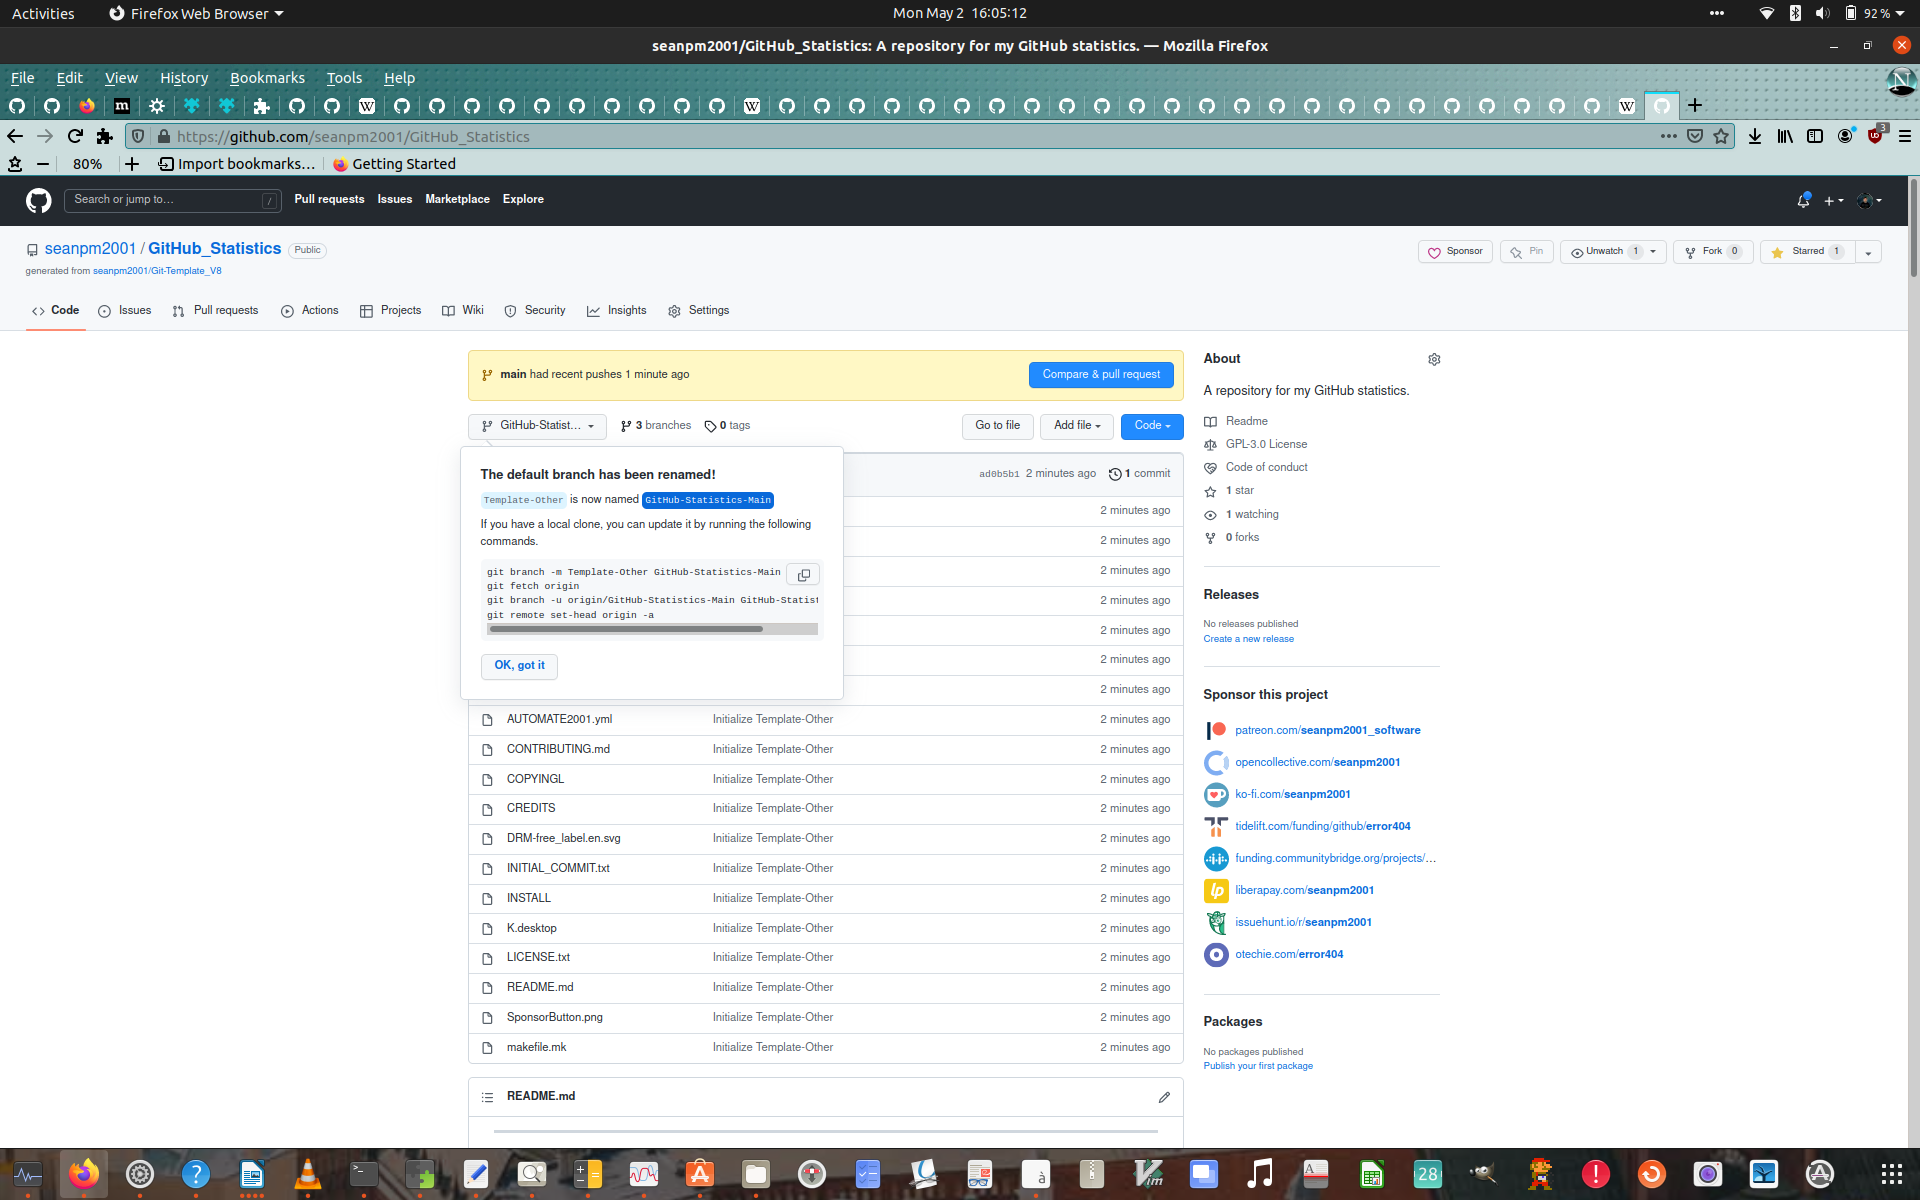 Activities
Firefox Web Browser
Mon May 2 16:05:12
92 %
seanpm2001/GitHub_Statistics: A repository for my GitHub statistics. — Mozilla Firefox
File Edit View History Bookmarks Tools Help
https://github.com/seanpm2001/GitHub_Statistics
3
80%
Import bookmarks...
Getting Started
Search or jump to...
/
Pull requests Issues Marketplace Explore
seanpm2001 / GitHub_Statistics Public
generated from seanpm2001/Git-Template_V8
Sponsor
Pin
Unwatch 1
Fork 0
Starred 1
Code Issues Pull requests Actions Projects Wiki Security Insights Settings
main had recent pushes 1 minute ago
Compare & pull request
GitHub-Statist...
3 branches
0 tags
Go to file
Add file
Code
The default branch has been renamed!
Template-Other is now named GitHub-Statistics-Main
If you have a local clone, you can update it by running the following
commands.
git branch -m Template-Other GitHub-Statistics-Main
git fetch origin
git branch -u origin/GitHub-Statistics-Main GitHub-Statist
git remote set-head origin -a
OK, got it
ad0b5b1 2 minutes ago 1 commit
2 minutes ago
2 minutes ago
2 minutes ago
2 minutes ago
2 minutes ago
2 minutes ago
2 minutes ago
AUTOMATE2001.yml Initialize Template-Other 2 minutes ago
CONTRIBUTING.md Initialize Template-Other 2 minutes ago
COPYINGL Initialize Template-Other 2 minutes ago
CREDITS Initialize Template-Other 2 minutes ago
DRM-free_label.en.svg Initialize Template-Other 2 minutes ago
INITIAL_COMMIT.txt Initialize Template-Other 2 minutes ago
INSTALL Initialize Template-Other 2 minutes ago
K.desktop Initialize Template-Other 2 minutes ago
LICENSE.txt Initialize Template-Other 2 minutes ago
README.md Initialize Template-Other 2 minutes ago
SponsorButton.png Initialize Template-Other 2 minutes ago
makefile.mk Initialize Template-Other 2 minutes ago
README.md
About
A repository for my GitHub statistics.
Readme
GPL-3.0 License
Code of conduct
1 star
1 watching
0 forks
Releases
No releases published
Create a new release
Sponsor this project
patreon.com/seanpm2001_software
opencollective.com/seanpm2001
ko-fi.com/seanpm2001
tidelift.com/funding/github/error404
funding.communitybridge.org/projects/...
liberapay.com/seanpm2001
issuehunt.io/r/seanpm2001
otechie.com/error404
Packages
No packages published
Publish your first package
28